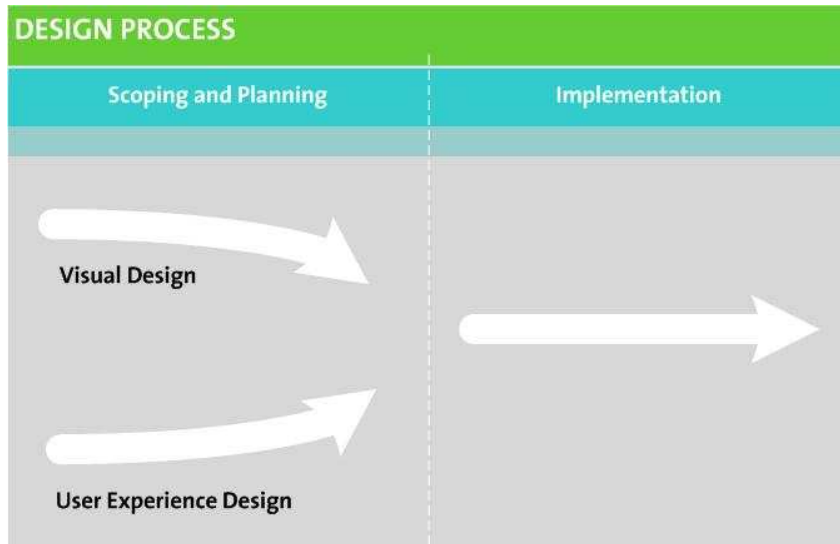 DESIGN PROCESS
Scoping and Planning
Implementation
Visual Design
User Experience Design